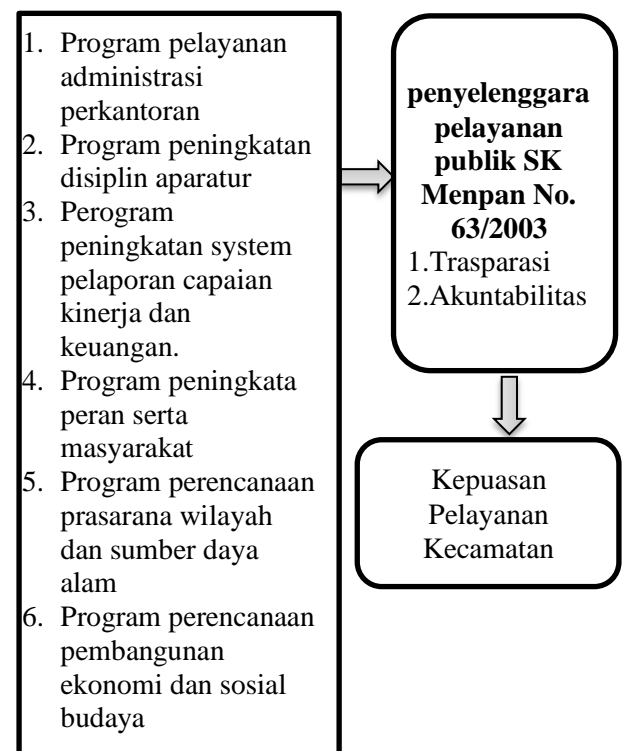 1. Program pelayanan
administrasi
perkantoran
2. Program peningkatan
disiplin aparatur
3. Perogram
peningkatan system
pelaporan capaian
kinerja dan
keuangan.
4. Program peningkata
peran serta
masyarakat
5. Program perencanaan
prasarana wilayah
dan sumber daya
alam
6. Program perencanaan
pembangunan
ekonomi dan sosial
budaya
penyelenggara
pelayanan
publik SK
Menpan No.
63/2003
1.Trasparasi
2.Akuntabilitas
Kepuasan
Pelayanan
Kecamatan